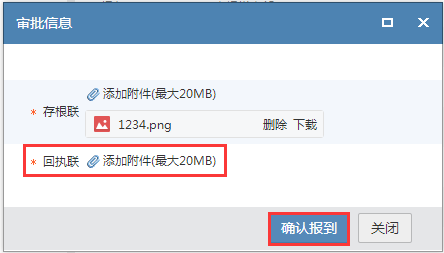 审批信息
添加附件(最大20MB)
* 存根联
1234.png 删除 下载
* 回执联 添加附件(最大20MB)
确认报到 关闭